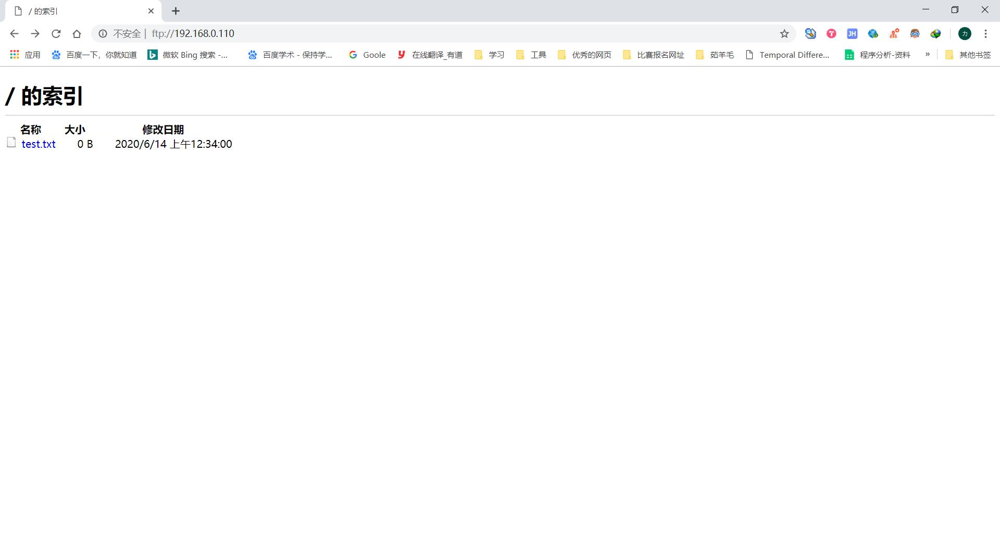 / 的索引
不安全 | ftp://192.168.0.110
カ
应用 百度一下，你就知道 微软 Bing 搜索 -... 百度学术 - 保持学... Goole 在线翻译_有道 学习 工具 优秀的网页 比赛报名网址 茹羊毛 Temporal Differe... 程序分析-资料 » 其他书签
/ 的索引
名称 大小 修改日期
test.txt 0 B 2020/6/14 上午12:34:00